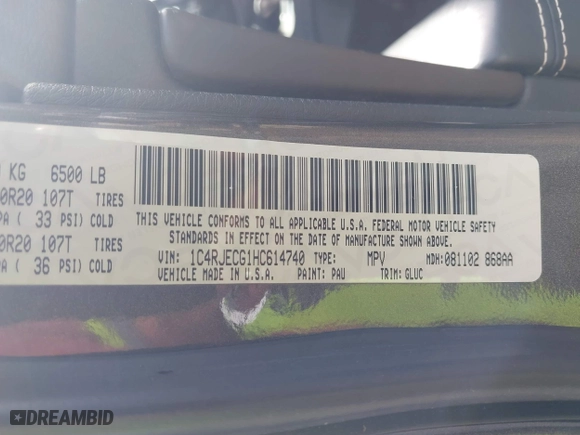 KG 6500 LB
0R20 107T TIRES
PA ( 33 PSI) COLD
0R20 107T TIRES
PA ( 36 PSI) COLD
THIS VEHICLE CONFORMS TO ALL APPLICABLE U.S.A. FEDERAL MOTOR VEHICLE SAFETY
STANDARDS IN EFFECT ON THE DATE OF MANUFACTURE SHOWN ABOVE.
VIN: 1C4RJECG1HC614740 TYPE: MPV MDH:081102 868AA
VEHICLE MADE IN U.S.A. PAINT: PAU TRIM: GLUC
DREAMBID